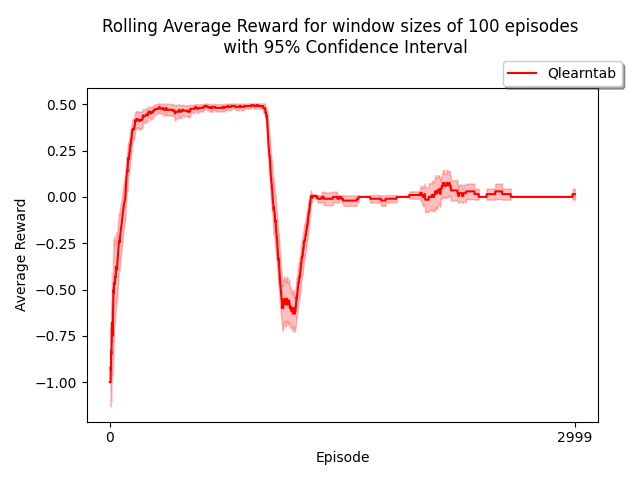 Rolling Average Reward for window sizes of 100 episodes
with 95% Confidence Interval
Qlearntab
0.50
0.25
0.00
−0.25
−0.50
−0.75
−1.00
Average Reward
0
2999
Episode